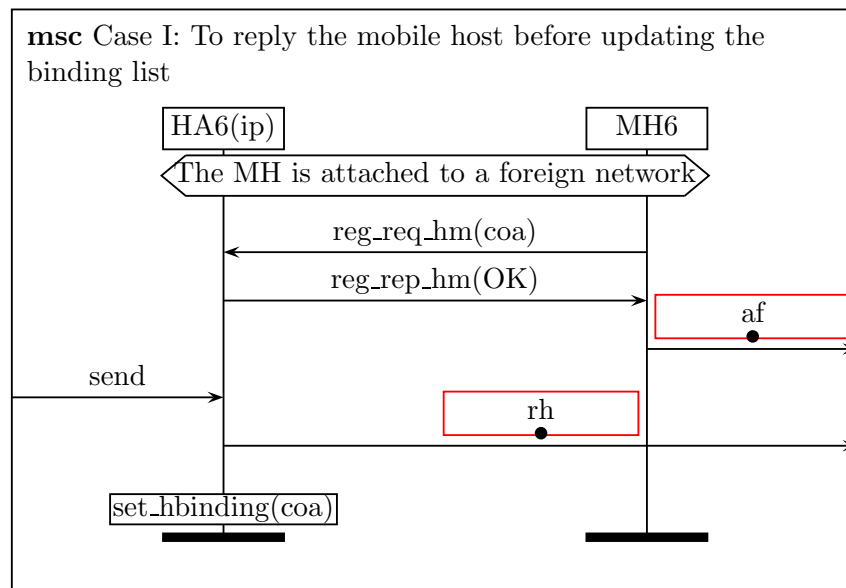 msc Case I: To reply the mobile host before updating the
binding list
HA6(ip)
MH6
The MH is attached to a foreign network
reg_req_hm(coa)
reg_rep_hm(OK)
af
send
rh
set_hbinding(coa)